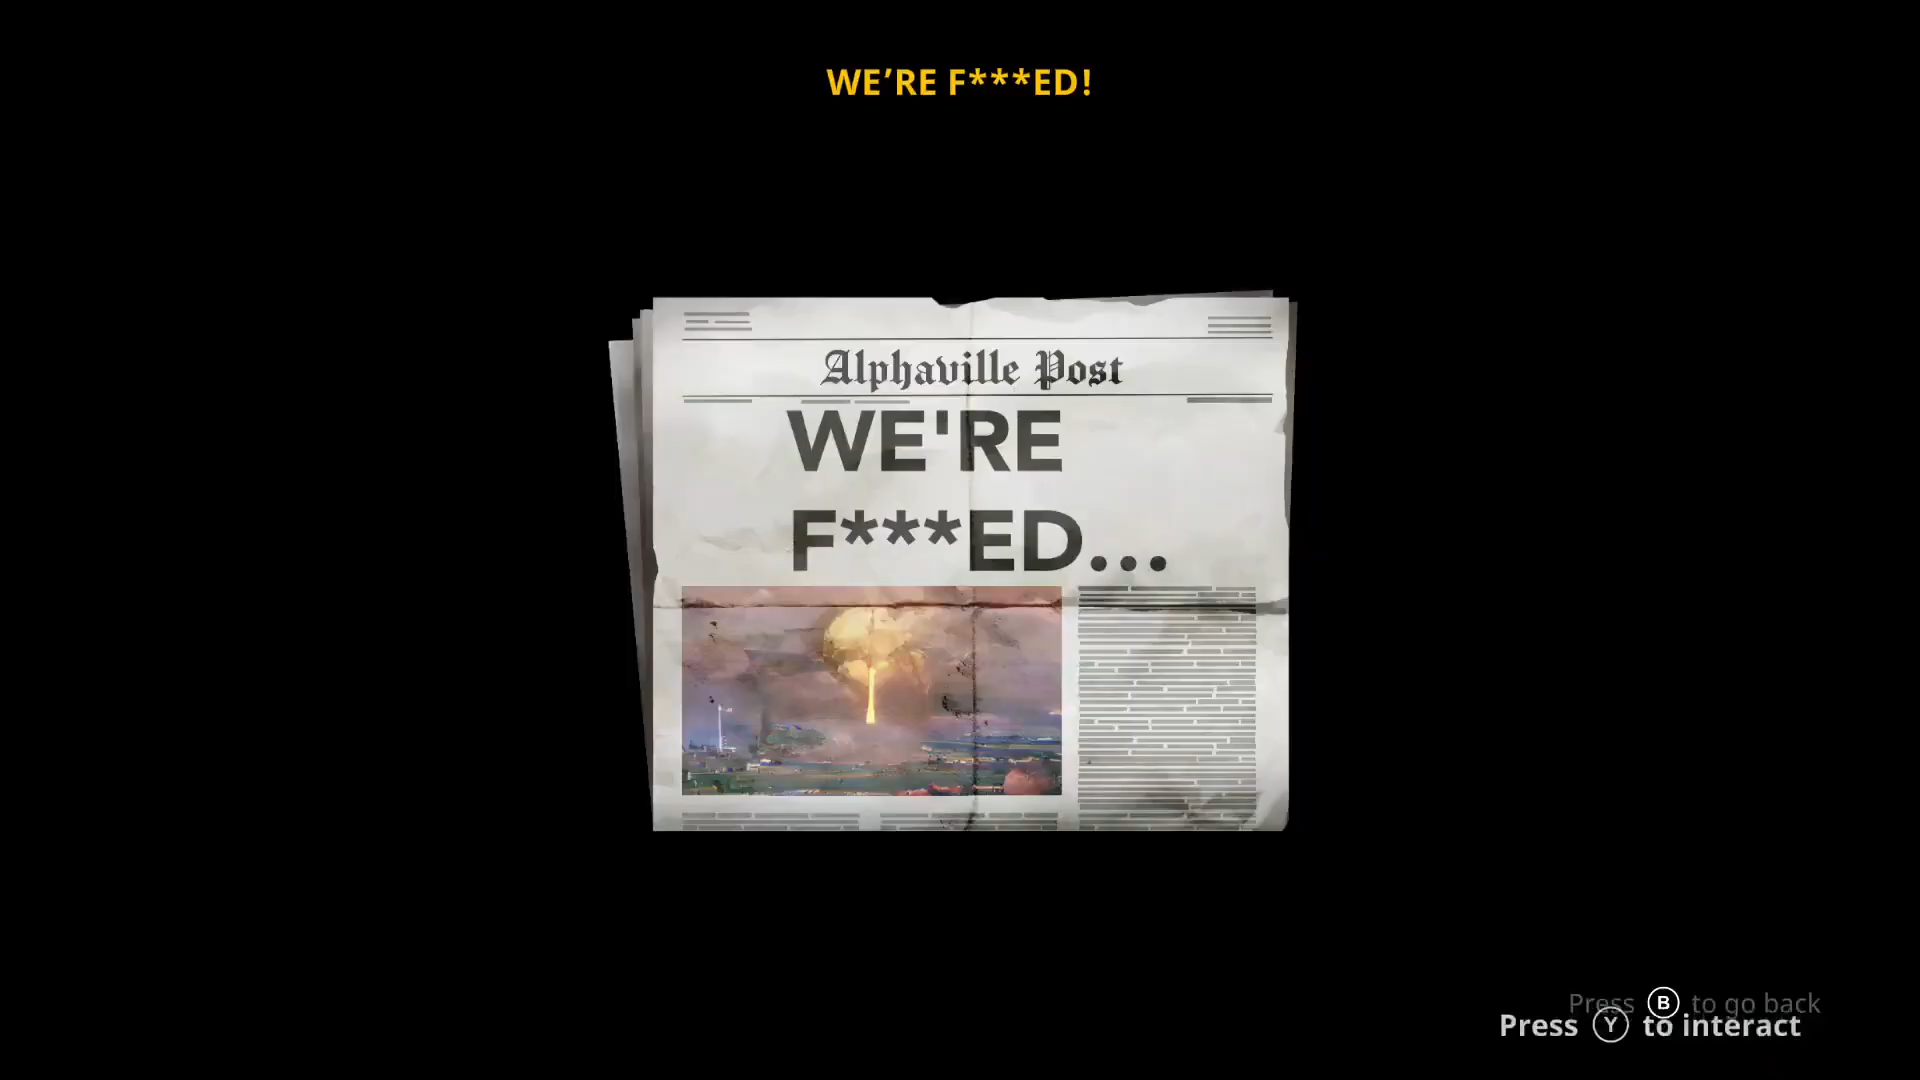 WE’RE F***ED!
Alphaville Post
WE'RE
F***ED...
Press B to go back
Press Y to interact